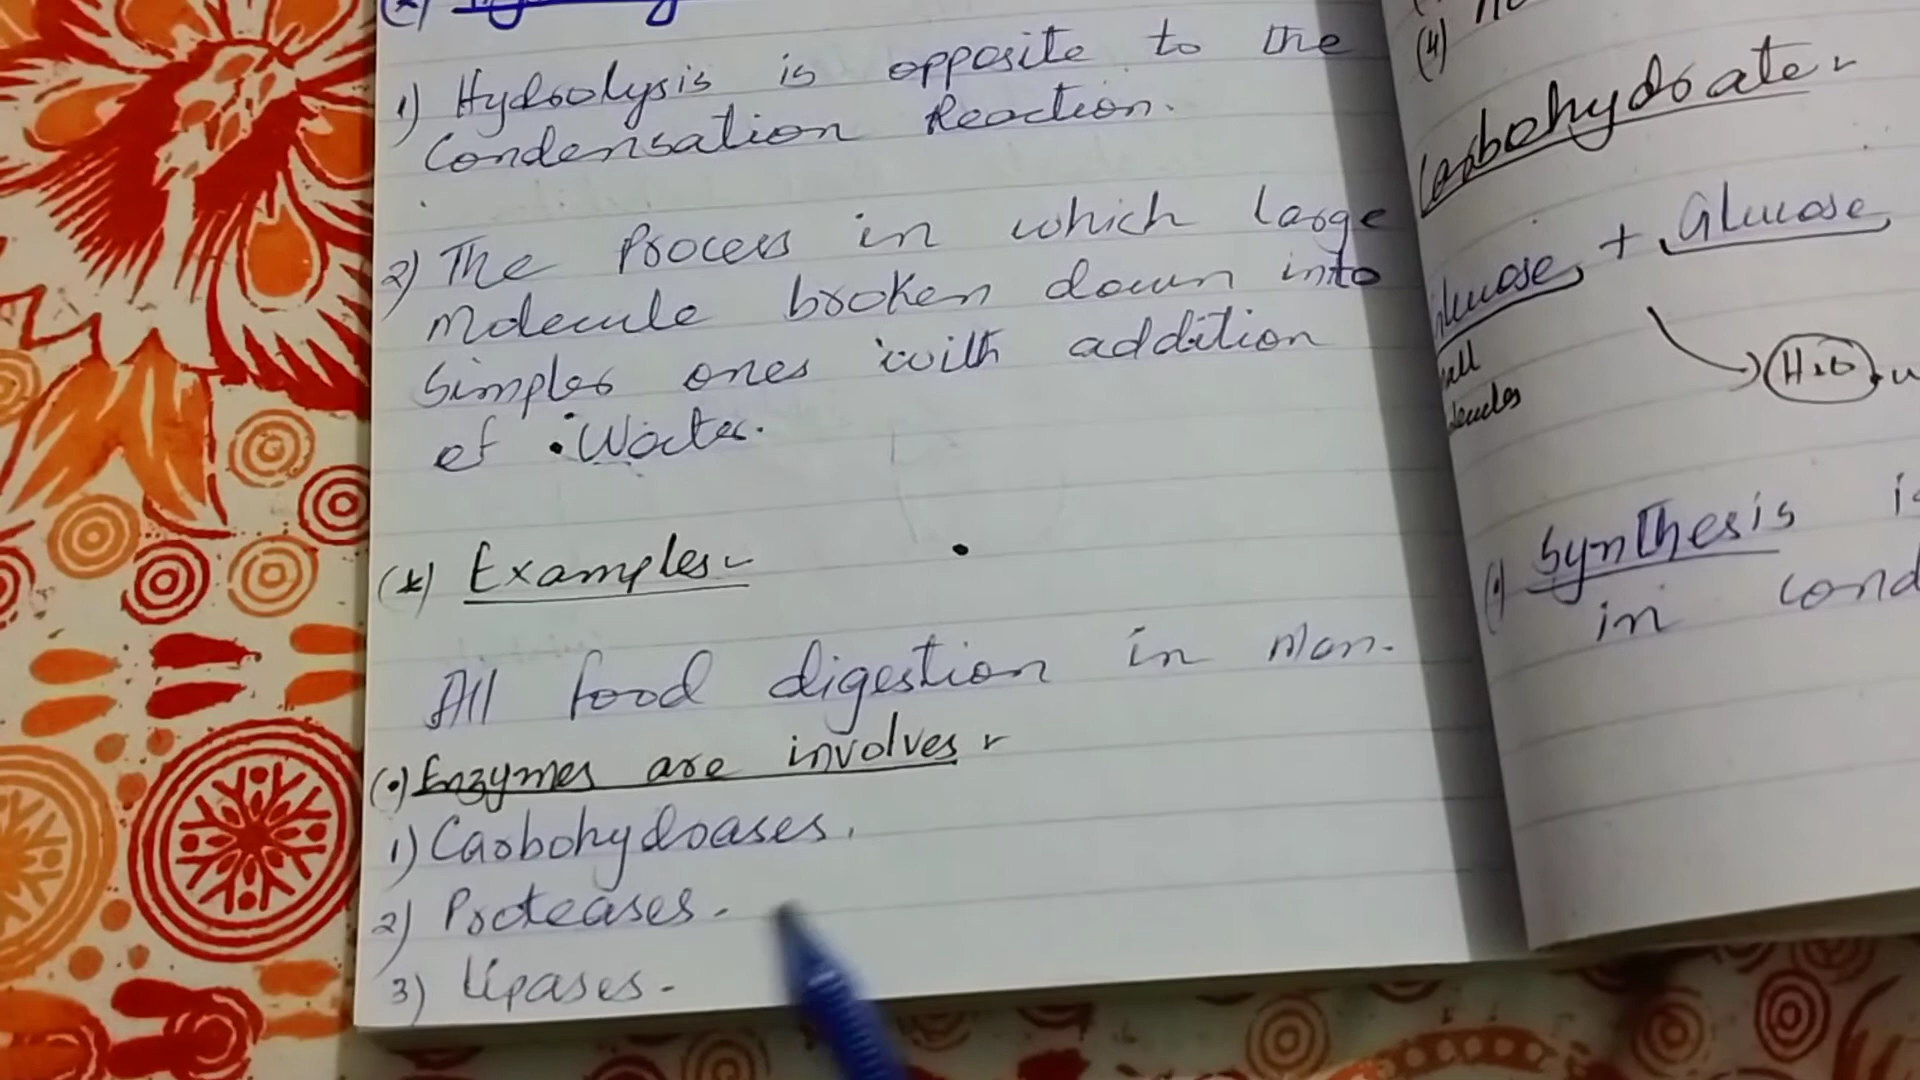 1) Hydrolysis is opposite to the
Condensation Reaction.
2) The Process in which large
Molecule broken down into
Simpler ones with addition
of Water.
(*) Examples
All food digestion in Man.
(•) Enzymes are involves
1) Carbohydrases.
2) Proteases.
3) Lipases.
(4)
Carbohydrate
+ Glucose
H2O
(•) Synthesis
in